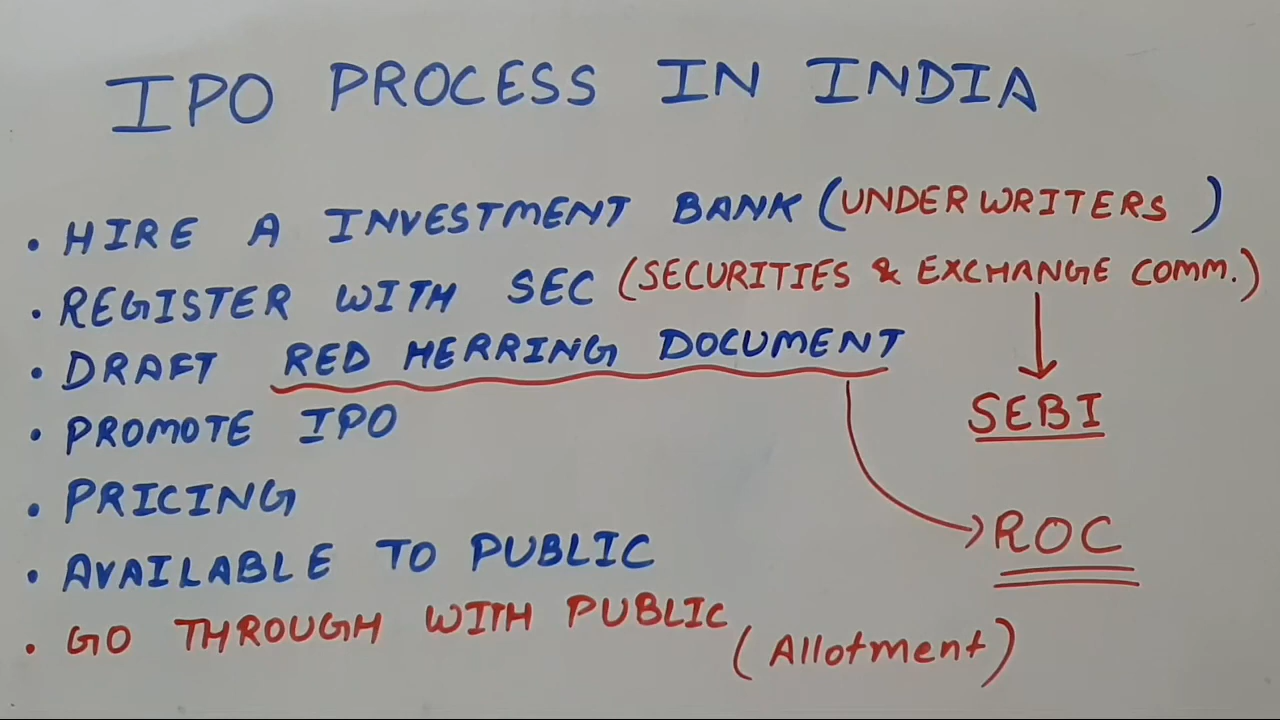 IPO PROCESS IN INDIA
• HIRE A INVESTMENT BANK (UNDERWRITERS)
• REGISTER WITH SEC (SECURITIES & EXCHANGE COMM.)
• DRAFT RED HERRING DOCUMENT
SEBI
• PROMOTE IPO
• PRICING
ROC
• AVAILABLE TO PUBLIC
• GO THROUGH WITH PUBLIC (Allotment)